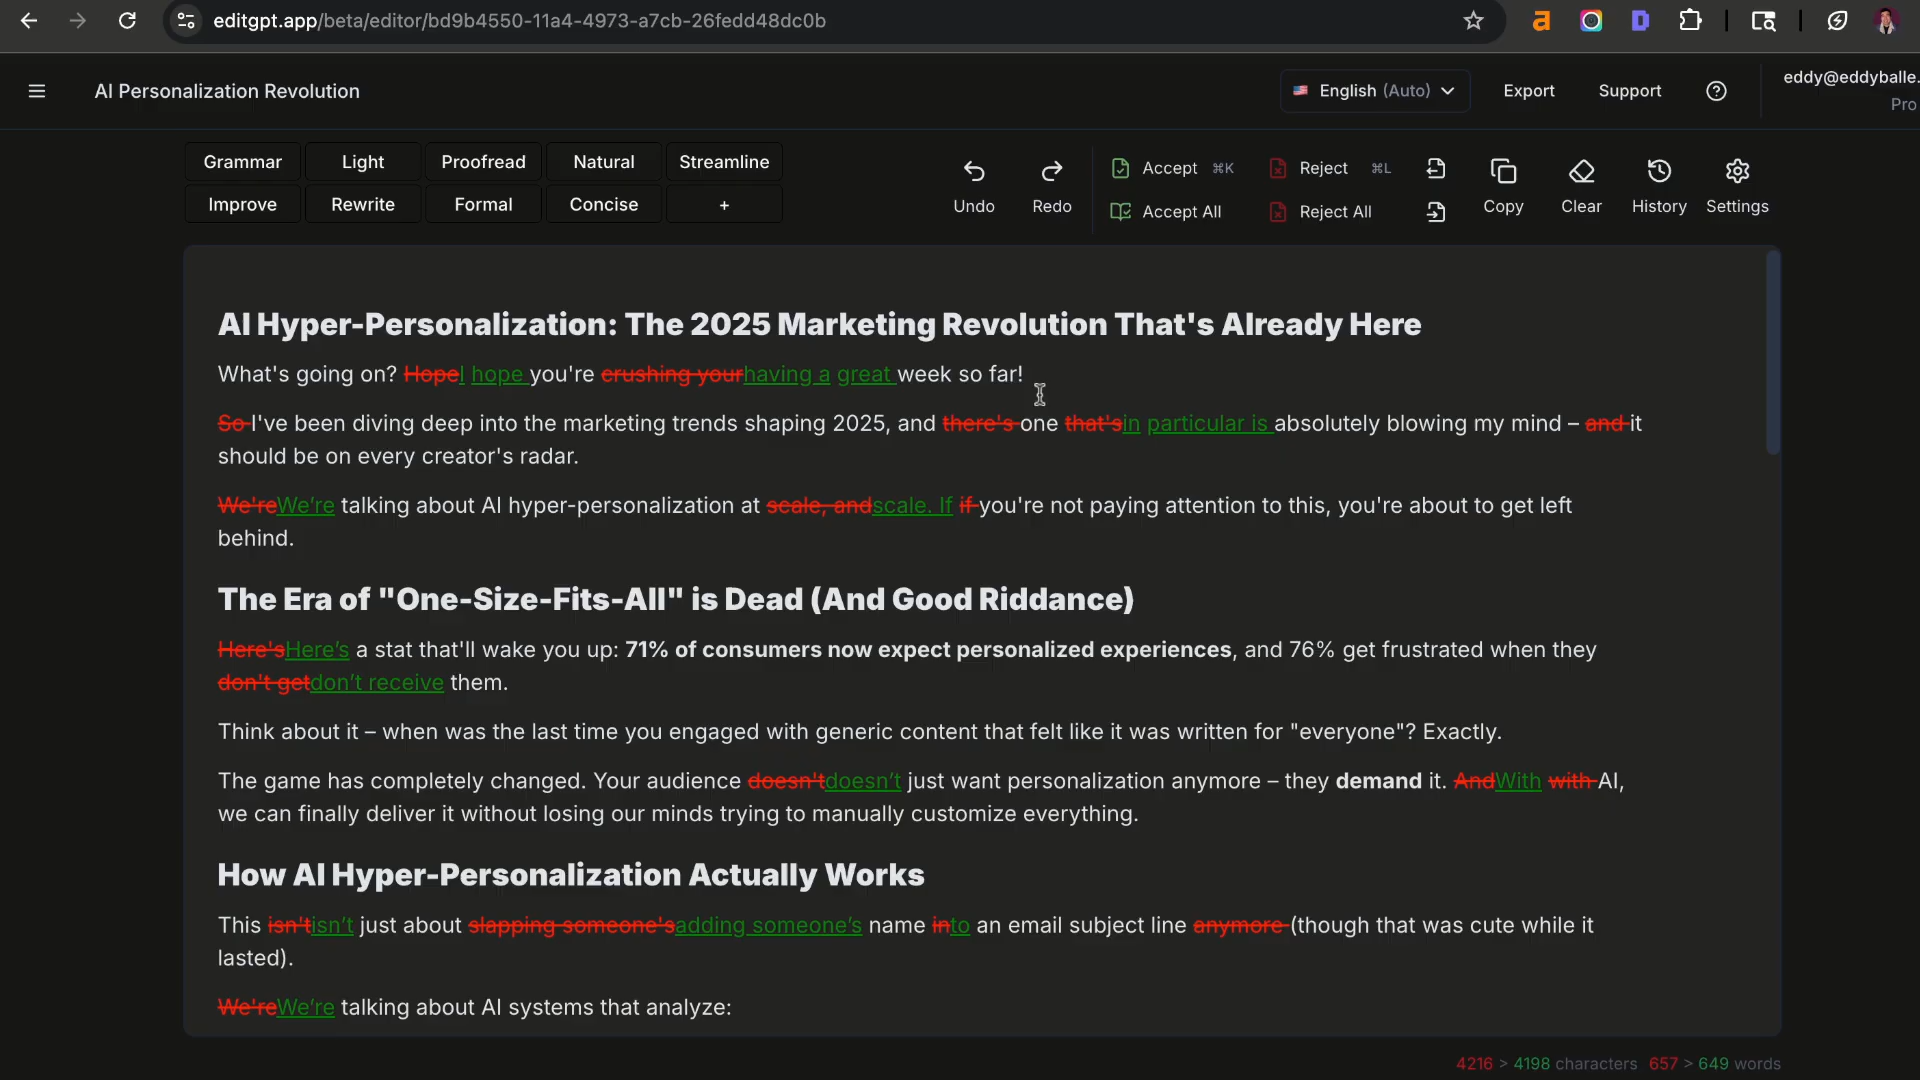 editgpt.app/beta/editor/bd9b4550-11a4-4973-a7cb-26fedd48dc0b
AI Personalization Revolution
English (Auto)
Export
Support
eddy@eddyballe.
Pro
Grammar Light Proofread Natural Streamline
Improve Rewrite Formal Concise +
Undo
Redo
Accept ⌘K
Reject ⌘L
Accept All
Reject All
Copy
Clear
History
Settings
AI Hyper-Personalization: The 2025 Marketing Revolution That's Already Here
What's going on? HopeI hope you're crushing yourhaving a great week so far!
So I've been diving deep into the marketing trends shaping 2025, and there's one that'sin particular is absolutely blowing my mind – and it
should be on every creator's radar.
We'reWe’re talking about AI hyper-personalization at scale, andscale. If if you're not paying attention to this, you're about to get left
behind.
The Era of "One-Size-Fits-All" is Dead (And Good Riddance)
Here'sHere’s a stat that'll wake you up: 71% of consumers now expect personalized experiences, and 76% get frustrated when they
don't getdon’t receive them.
Think about it – when was the last time you engaged with generic content that felt like it was written for "everyone"? Exactly.
The game has completely changed. Your audience doesn'tdoesn’t just want personalization anymore – they demand it. AndWith with AI,
we can finally deliver it without losing our minds trying to manually customize everything.
How AI Hyper-Personalization Actually Works
This isn'tisn’t just about slapping someone'sadding someone’s name into an email subject line anymore (though that was cute while it
lasted).
We'reWe’re talking about AI systems that analyze:
4216 > 4198 characters 657 > 649 words